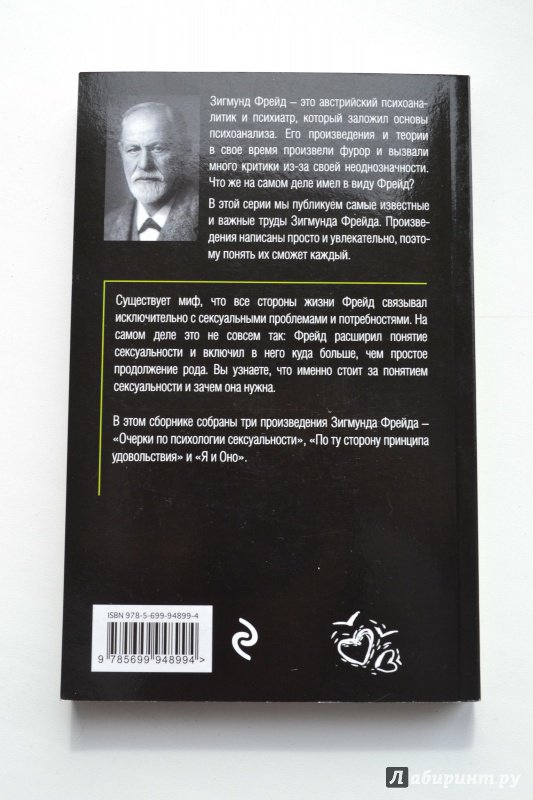 Зигмунд Фрейд – это австрийский психоана-
литик и психиатр, который заложил основы
психоанализа. Его произведения и теории
в свое время произвели фурор и вызвали
много критики из-за своей неоднозначности.
Что же на самом деле имел в виду Фрейд?
В этой серии мы публикуем самые известные
и важные труды Зигмунда Фрейда. Произве-
дения написаны просто и увлекательно, поэто-
му понять их сможет каждый.
Существует миф, что все стороны жизни Фрейд связывал
исключительно с сексуальными проблемами и потребностями. На
самом деле это не совсем так: Фрейд расширил понятие
сексуальности и включил в него куда больше, чем простое
продолжение рода. Вы узнаете, что именно стоит за понятием
сексуальности и зачем она нужна.
В этом сборнике собраны три произведения Зигмунда Фрейда –
«Очерки по психологии сексуальности», «По ту сторону принципа
удовольствия» и «Я и Оно».
ISBN 978-5-699-94899-4
9 785699 948994 >
Лабиринт.ру